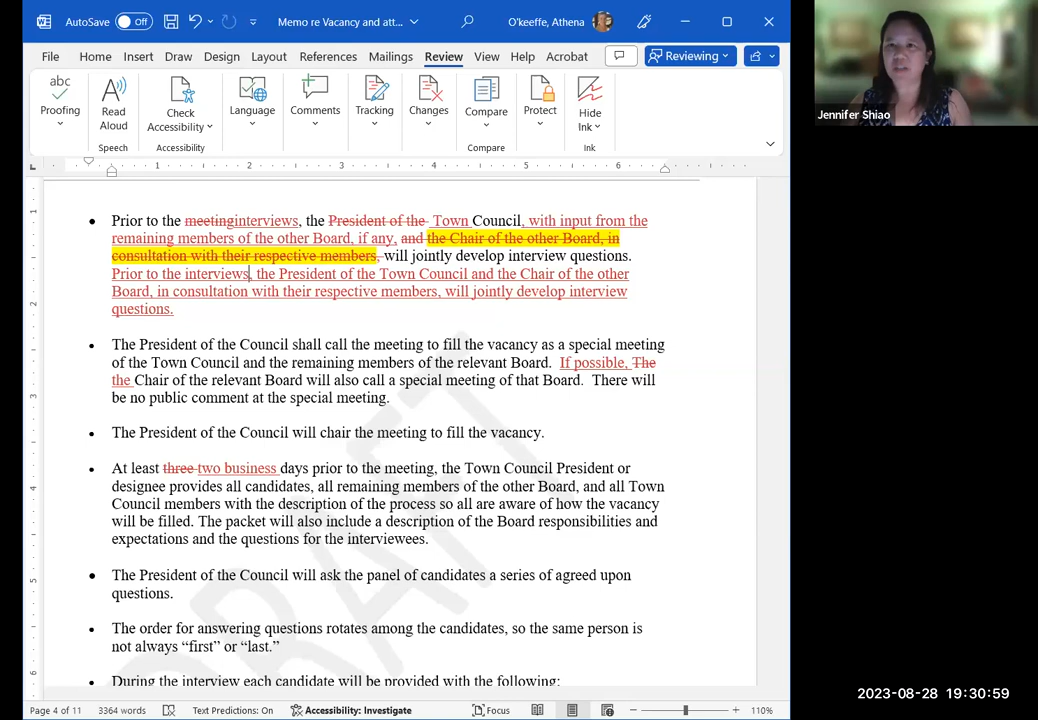 AutoSave Off Memo re Vacancy and att... O'keeffe, Athena
File Home Insert Draw Design Layout References Mailings Review View Help Acrobat Reviewing
abc
Proofing Read Aloud Check Accessibility Language Comments Tracking Changes Compare Protect Hide Ink
Speech Accessibility Compare Ink
Jennifer Shiao
1 2 3 4 5 6
Prior to the meetinginterviews, the President of the Town Council, with input from the
remaining members of the other Board, if any, and the Chair of the other Board, in
consultation with their respective members, will jointly develop interview questions.
Prior to the interviews, the President of the Town Council and the Chair of the other
Board, in consultation with their respective members, will jointly develop interview
questions.
The President of the Council shall call the meeting to fill the vacancy as a special meeting
of the Town Council and the remaining members of the relevant Board. If possible, The
the Chair of the relevant Board will also call a special meeting of that Board. There will
be no public comment at the special meeting.
The President of the Council will chair the meeting to fill the vacancy.
At least three two business days prior to the meeting, the Town Council President or
designee provides all candidates, all remaining members of the other Board, and all Town
Council members with the description of the process so all are aware of how the vacancy
will be filled. The packet will also include a description of the Board responsibilities and
expectations and the questions for the interviewees.
The President of the Council will ask the panel of candidates a series of agreed upon
questions.
The order for answering questions rotates among the candidates, so the same person is
not always “first” or “last.”
During the interview each candidate will be provided with the following:
DRAFT
1
2
3
4
5
6
Page 4 of 11 3364 words Text Predictions: On Accessibility: Investigate Focus 110%
2023-08-28 19:30:59